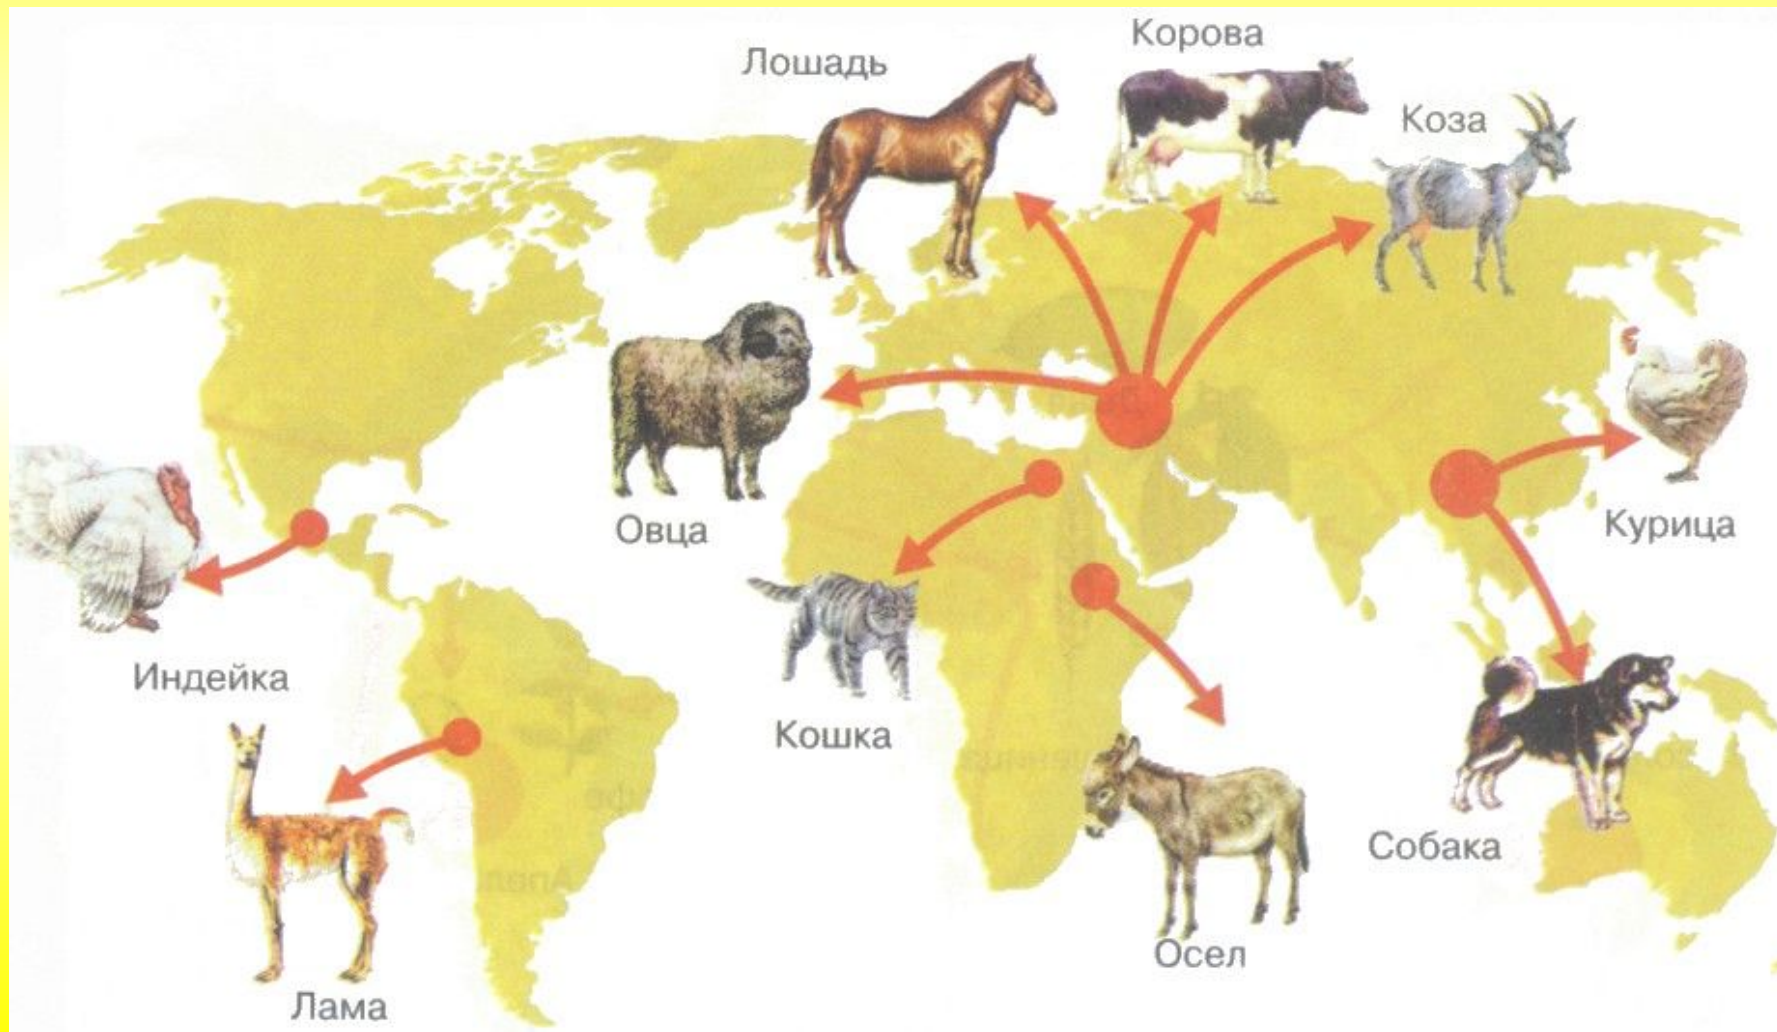 Лошадь
Корова
Коза
Овца
Курица
Индейка
Кошка
Собака
Осел
Лама